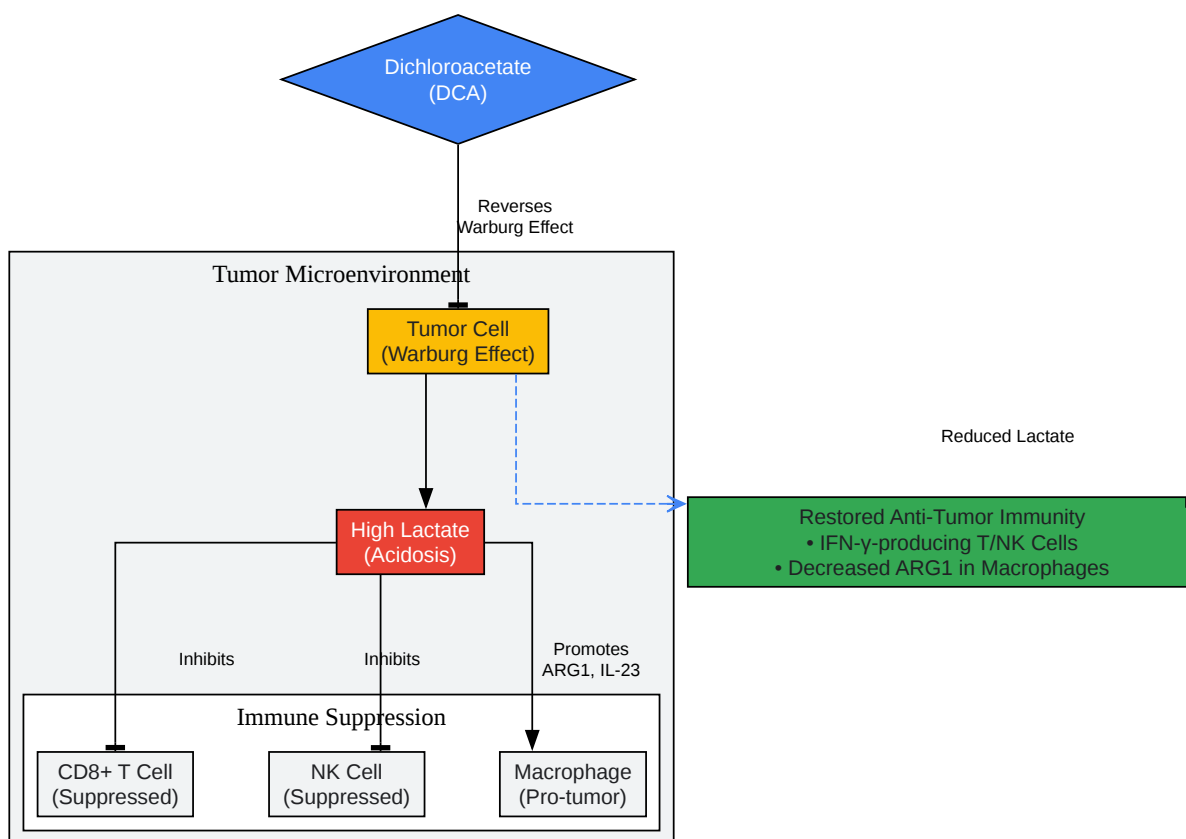 Dichloroacetate
(DCA)
Reverses
Warburg Effect
Tumor Microenvironment
Tumor Cell
(Warburg Effect)
Reduced Lactate
High Lactate
(Acidosis)
Restored Anti-Tumor Immunity
• IFN-γ-producing T/NK Cells
• Decreased ARG1 in Macrophages
Inhibits
Inhibits
Promotes
ARG1, IL-23
Immune Suppression
CD8+ T Cell
(Suppressed)
NK Cell
(Suppressed)
Macrophage
(Pro-tumor)